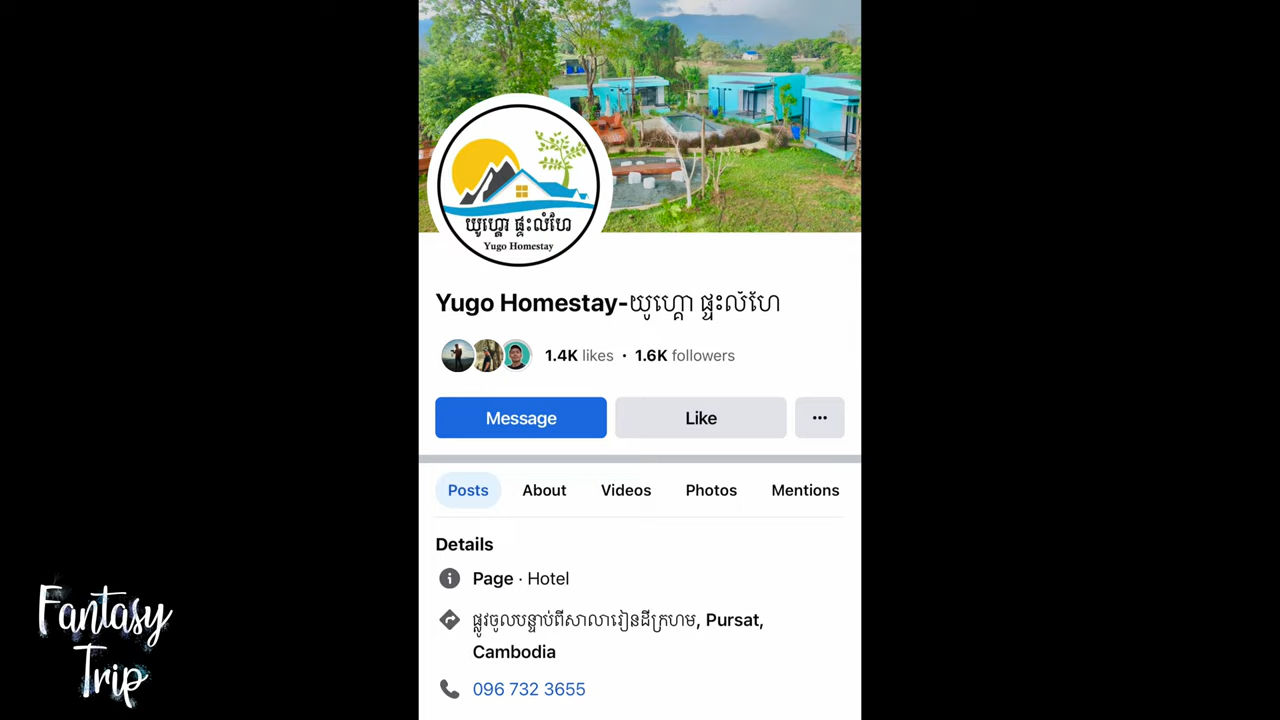 យូហ្គោ ផ្ទះលំហែ
Yugo Homestay
Yugo Homestay-យូហ្គោ ផ្ទះលំហែ
1.4K likes · 1.6K followers
Message
Like
Posts
About
Videos
Photos
Mentions
Details
Page · Hotel
ផ្លូវចូលបន្ទាប់ពីសាលារៀនដីក្រហម, Pursat,
Cambodia
096 732 3655
Fantasy
Trip